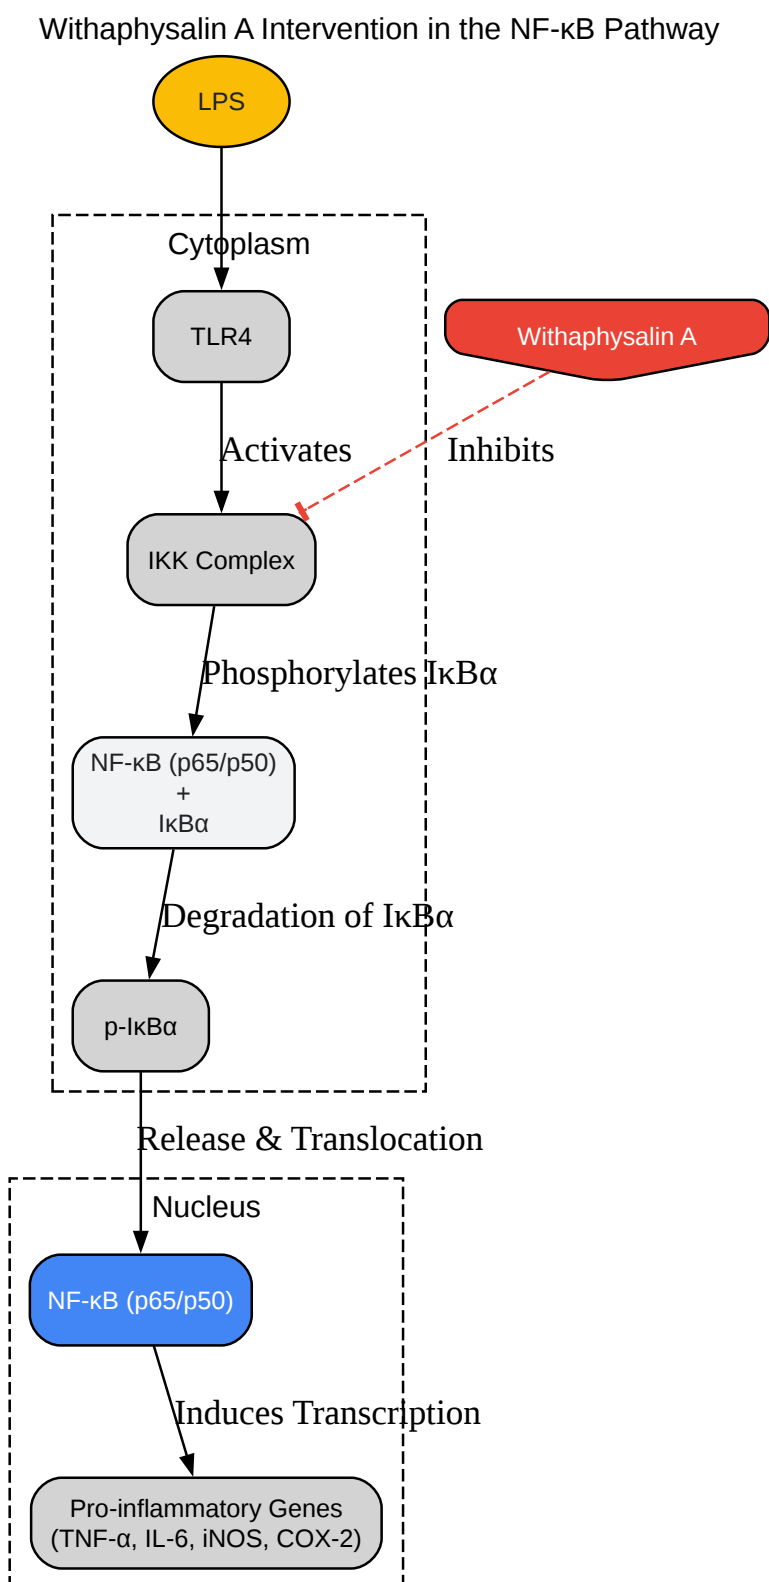 Withaphysalin A Intervention in the NF-κB Pathway
LPS
Cytoplasm
TLR4
Withaphysalin A
Activates
Inhibits
IKK Complex
Phosphorylates IκBα
NF-κB (p65/p50)
+
IκBα
Degradation of IκBα
p-IκBα
Release & Translocation
Nucleus
NF-κB (p65/p50)
Induces Transcription
Pro-inflammatory Genes
(TNF-α, IL-6, iNOS, COX-2)